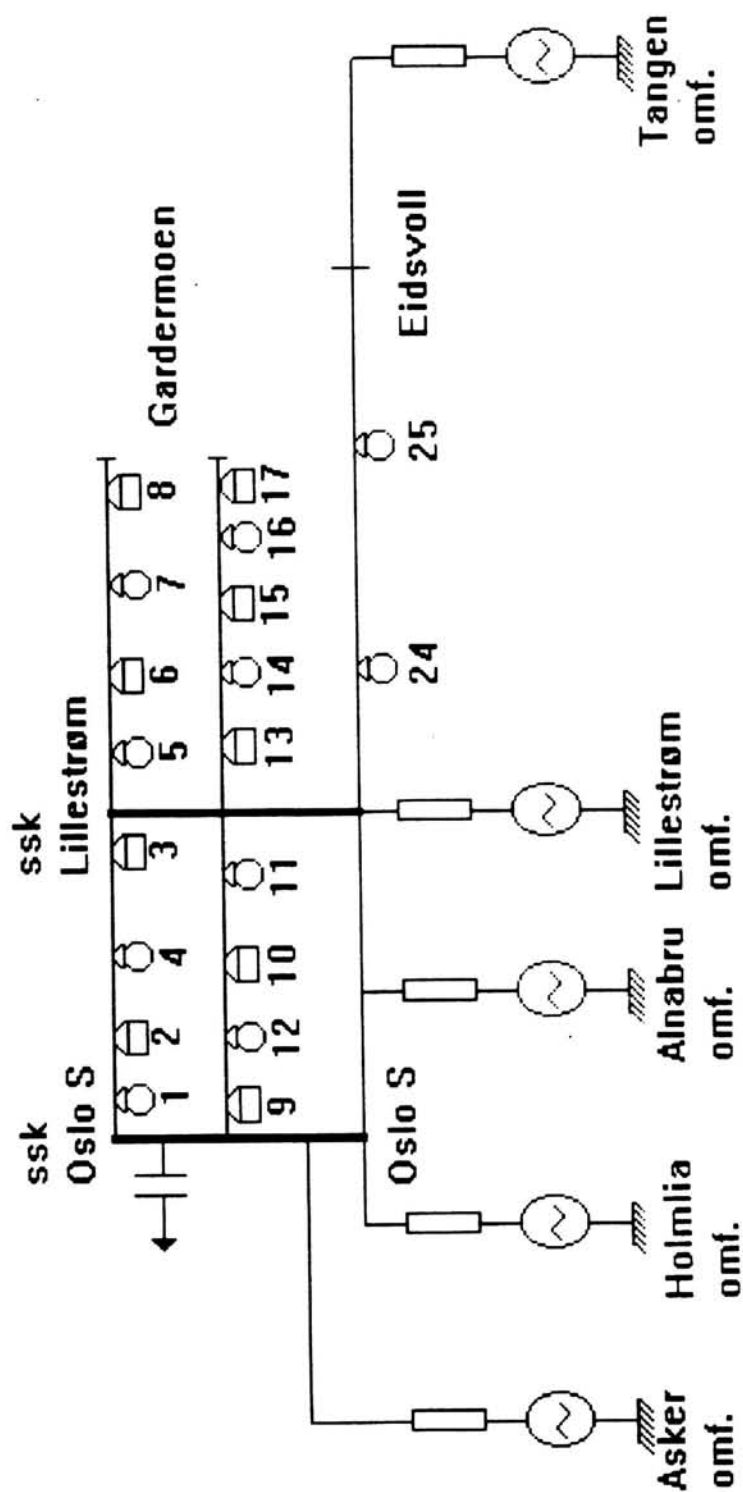 ssk
Oslo S
ssk
Lillestrøm
Gardermoen
1
2
4
3
5
6
7
8
9
12
10
11
13
14
15
16
17
Oslo S
24
25
Eidsvoll
Asker
omf.
Holmlia
omf.
Alnabru
omf.
Lillestrøm
omf.
Tangen
omf.